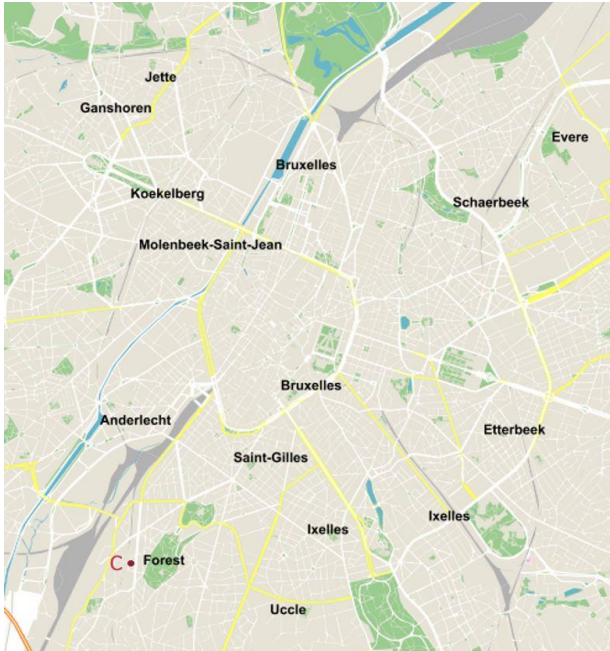 Jette
Ganshoren
Evere
Bruxelles
Koekelberg
Schaerbeek
Molenbeek-Saint-Jean
Bruxelles
Anderlecht
Etterbeek
Saint-Gilles
Ixelles
Ixelles
C
Forest
Uccle